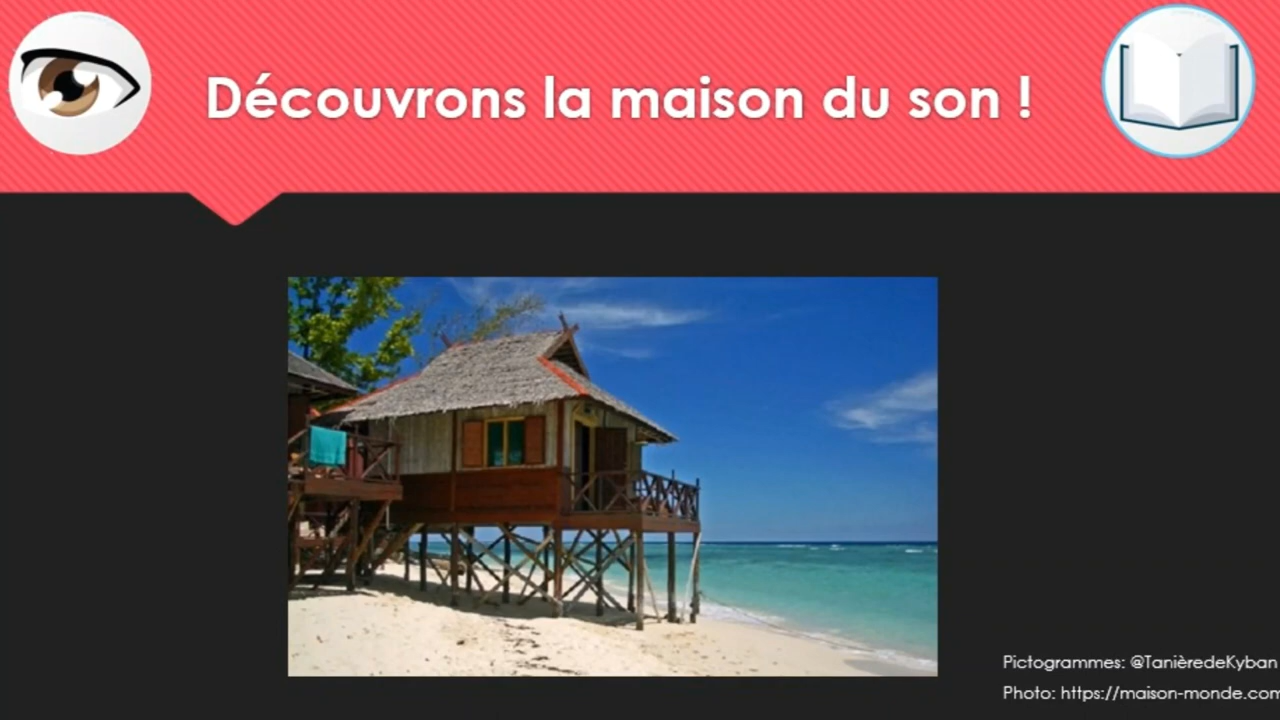 Découvrons la maison du son !
Pictogrammes: @TanièredeKyban
Photo: https://maison-monde.com